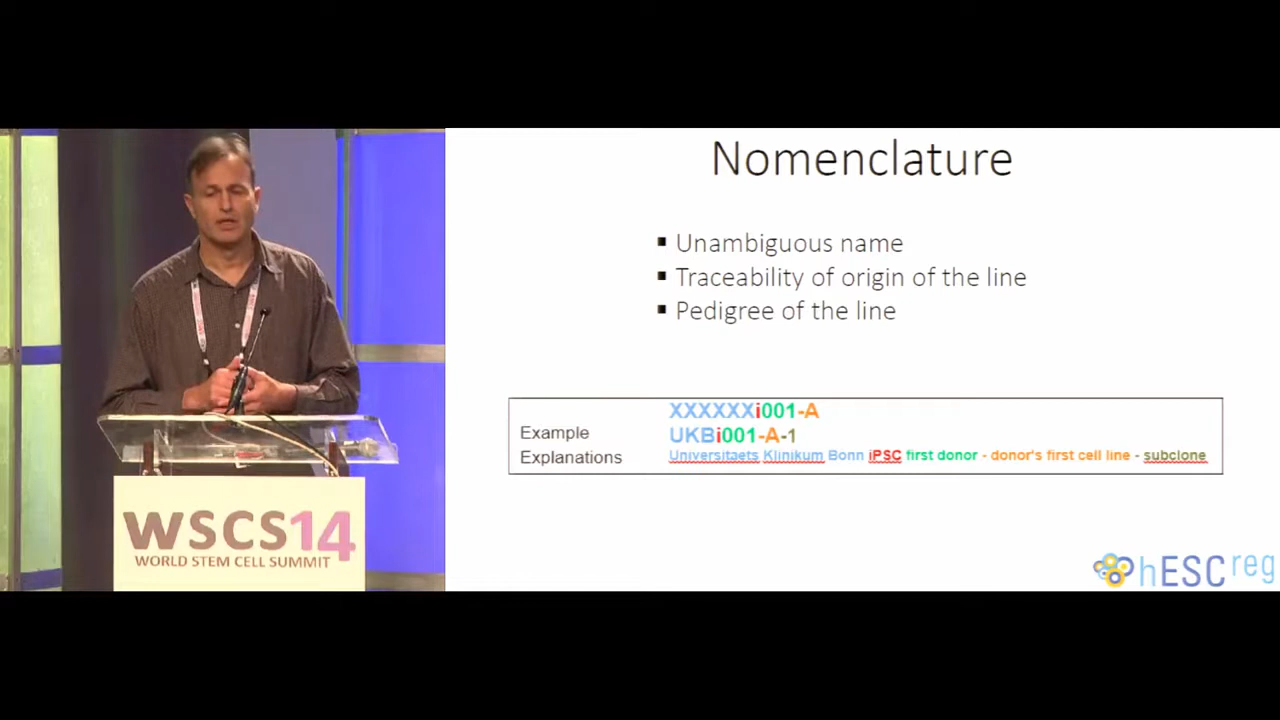 Nomenclature
▪ Unambiguous name
▪ Traceability of origin of the line
▪ Pedigree of the line
XXXXXXi001-A
Example UKBi001-A-1
Explanations Universitaets Klinikum Bonn iPSC first donor - donor's first cell line - subclone
hESCreg
WSCS14
WORLD STEM CELL SUMMIT